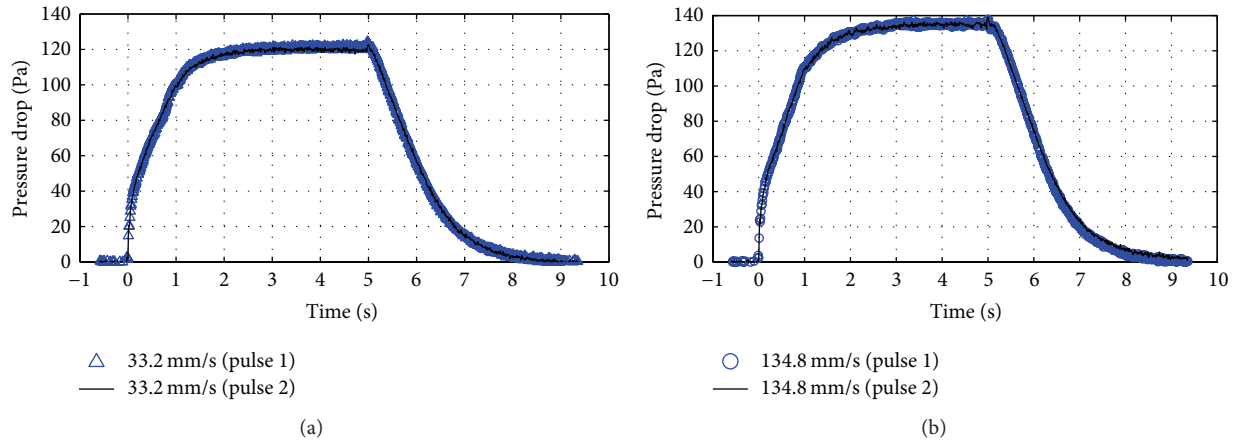 140
120
100
80
60
40
20
0
Pressure drop (Pa)
−1 0 1 2 3 4 5 6 7 8 9 10
Time (s)
33.2 mm/s (pulse 1)
33.2 mm/s (pulse 2)
(a)
140
120
100
80
60
40
20
0
Pressure drop (Pa)
−1 0 1 2 3 4 5 6 7 8 9 10
Time (s)
134.8 mm/s (pulse 1)
134.8 mm/s (pulse 2)
(b)